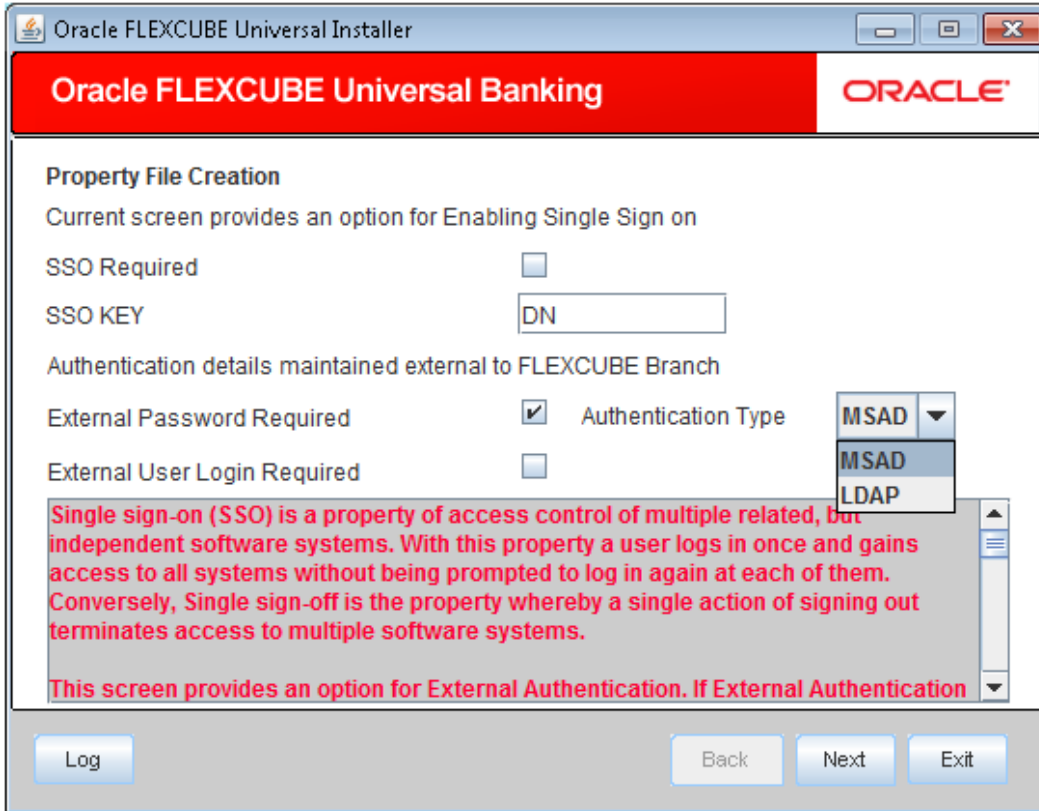 Oracle FLEXCUBE Universal Installer
Oracle FLEXCUBE Universal Banking
ORACLE
Property File Creation
Current screen provides an option for Enabling Single Sign on
SSO Required
SSO KEY
DN
Authentication details maintained external to FLEXCUBE Branch
External Password Required
Authentication Type
MSAD
MSAD
LDAP
External User Login Required
Single sign-on (SSO) is a property of access control of multiple related, but
independent software systems. With this property a user logs in once and gains
access to all systems without being prompted to log in again at each of them.
Conversely, Single sign-off is the property whereby a single action of signing out
terminates access to multiple software systems.
This screen provides an option for External Authentication. If External Authentication
Log
Back
Next
Exit